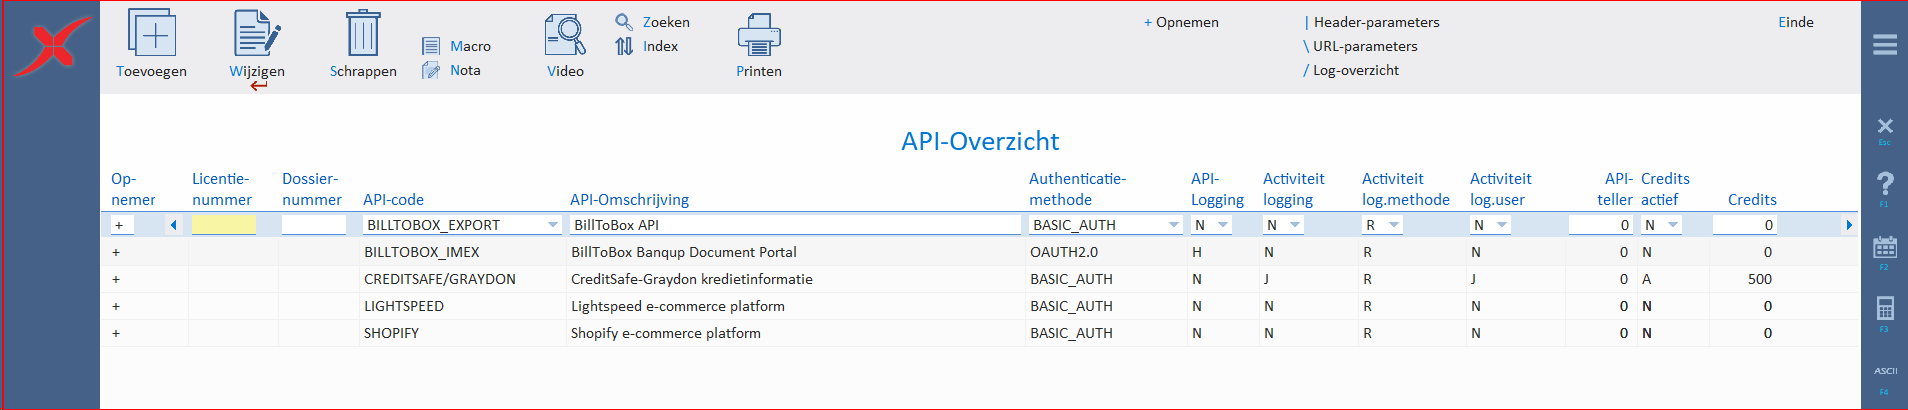 Toevoegen
Wijzigen
Schrappen
Macro
Nota
Video
Zoeken
Index
Printen
+ Opnemen
| Header-parameters
\ URL-parameters
/ Log-overzicht
Einde
API-Overzicht
Op- Licentie- Dossier- Authenticatie- API- Activiteit Activiteit Activiteit API- Credits
nemer nummer nummer API-code API-Omschrijving methode Logging logging log.methode log.user teller actief Credits
+ BILLTOBOX_EXPORT BillToBox API BASIC_AUTH N N R N 0 N 0
+ BILLTOBOX_IMEX BillToBox Banqup Document Portal OAUTH2.0 H N R N 0 N 0
+ CREDITSAFE/GRAYDON CreditSafe-Graydon kredietinformatie BASIC_AUTH N J R J 0 A 500
+ LIGHTSPEED Lightspeed e-commerce platform BASIC_AUTH N N R N 0 N 0
+ SHOPIFY Shopify e-commerce platform BASIC_AUTH N N R N 0 N 0
Esc
?
F1
F2
F3
ASCII
F4